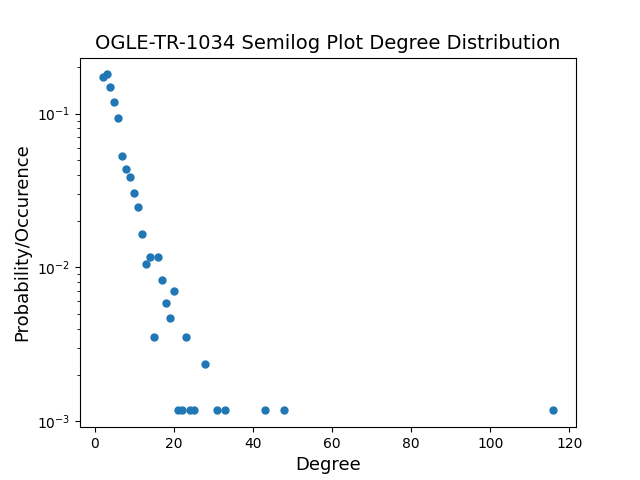 OGLE-TR-1034 Semilog Plot Degree Distribution
10⁻¹
10⁻²
10⁻³
Probability/Occurence
0 20 40 60 80 100 120
Degree